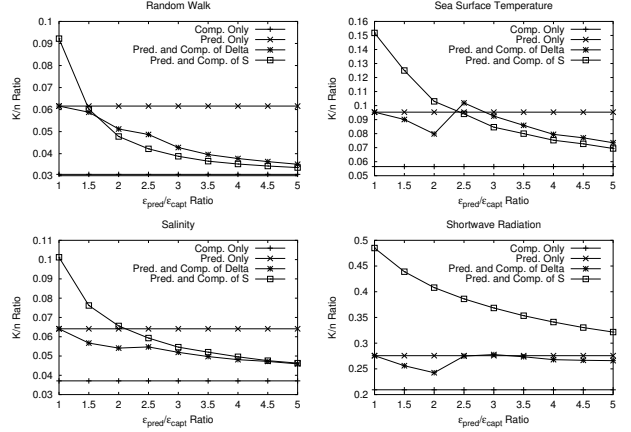 Random Walk
K/n Ratio
0.1
0.09
0.08
0.07
0.06
0.05
0.04
0.03
Comp. Only
Pred. Only
Pred. and Comp. of Delta
Pred. and Comp. of S
1 1.5 2 2.5 3 3.5 4 4.5 5
εpred/εcapt Ratio
Sea Surface Temperature
K/n Ratio
0.16
0.15
0.14
0.13
0.12
0.11
0.1
0.09
0.08
0.07
0.06
0.05
Comp. Only
Pred. Only
Pred. and Comp. of Delta
Pred. and Comp. of S
1 1.5 2 2.5 3 3.5 4 4.5 5
εpred/εcapt Ratio
Salinity
K/n Ratio
0.11
0.1
0.09
0.08
0.07
0.06
0.05
0.04
0.03
Comp. Only
Pred. Only
Pred. and Comp. of Delta
Pred. and Comp. of S
1 1.5 2 2.5 3 3.5 4 4.5 5
εpred/εcapt Ratio
Shortwave Radiation
K/n Ratio
0.5
0.45
0.4
0.35
0.3
0.25
0.2
Comp. Only
Pred. Only
Pred. and Comp. of Delta
Pred. and Comp. of S
1 1.5 2 2.5 3 3.5 4 4.5 5
εpred/εcapt Ratio